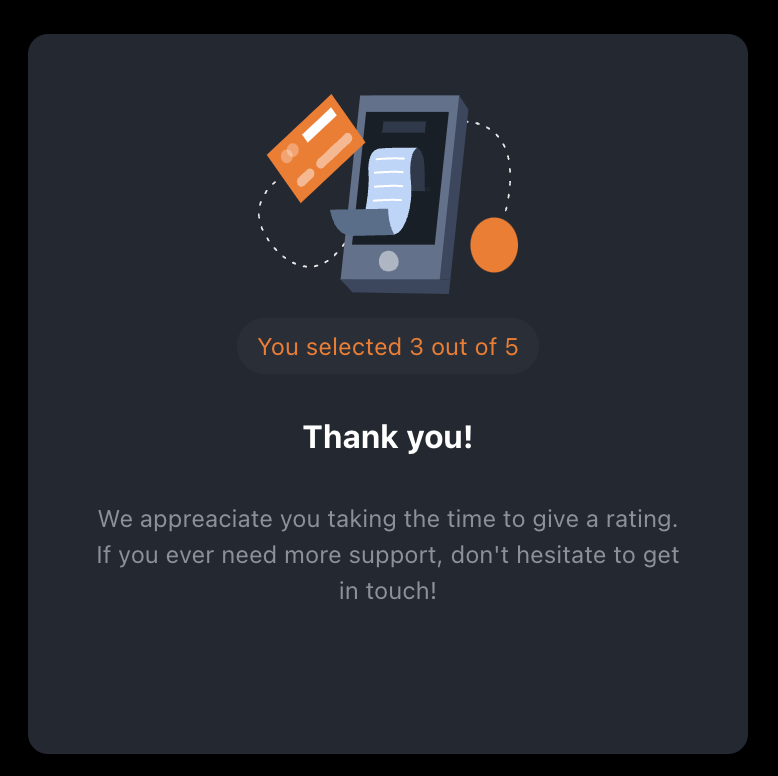 You selected 3 out of 5
Thank you!
We appreaciate you taking the time to give a rating.
If you ever need more support, don't hesitate to get
in touch!